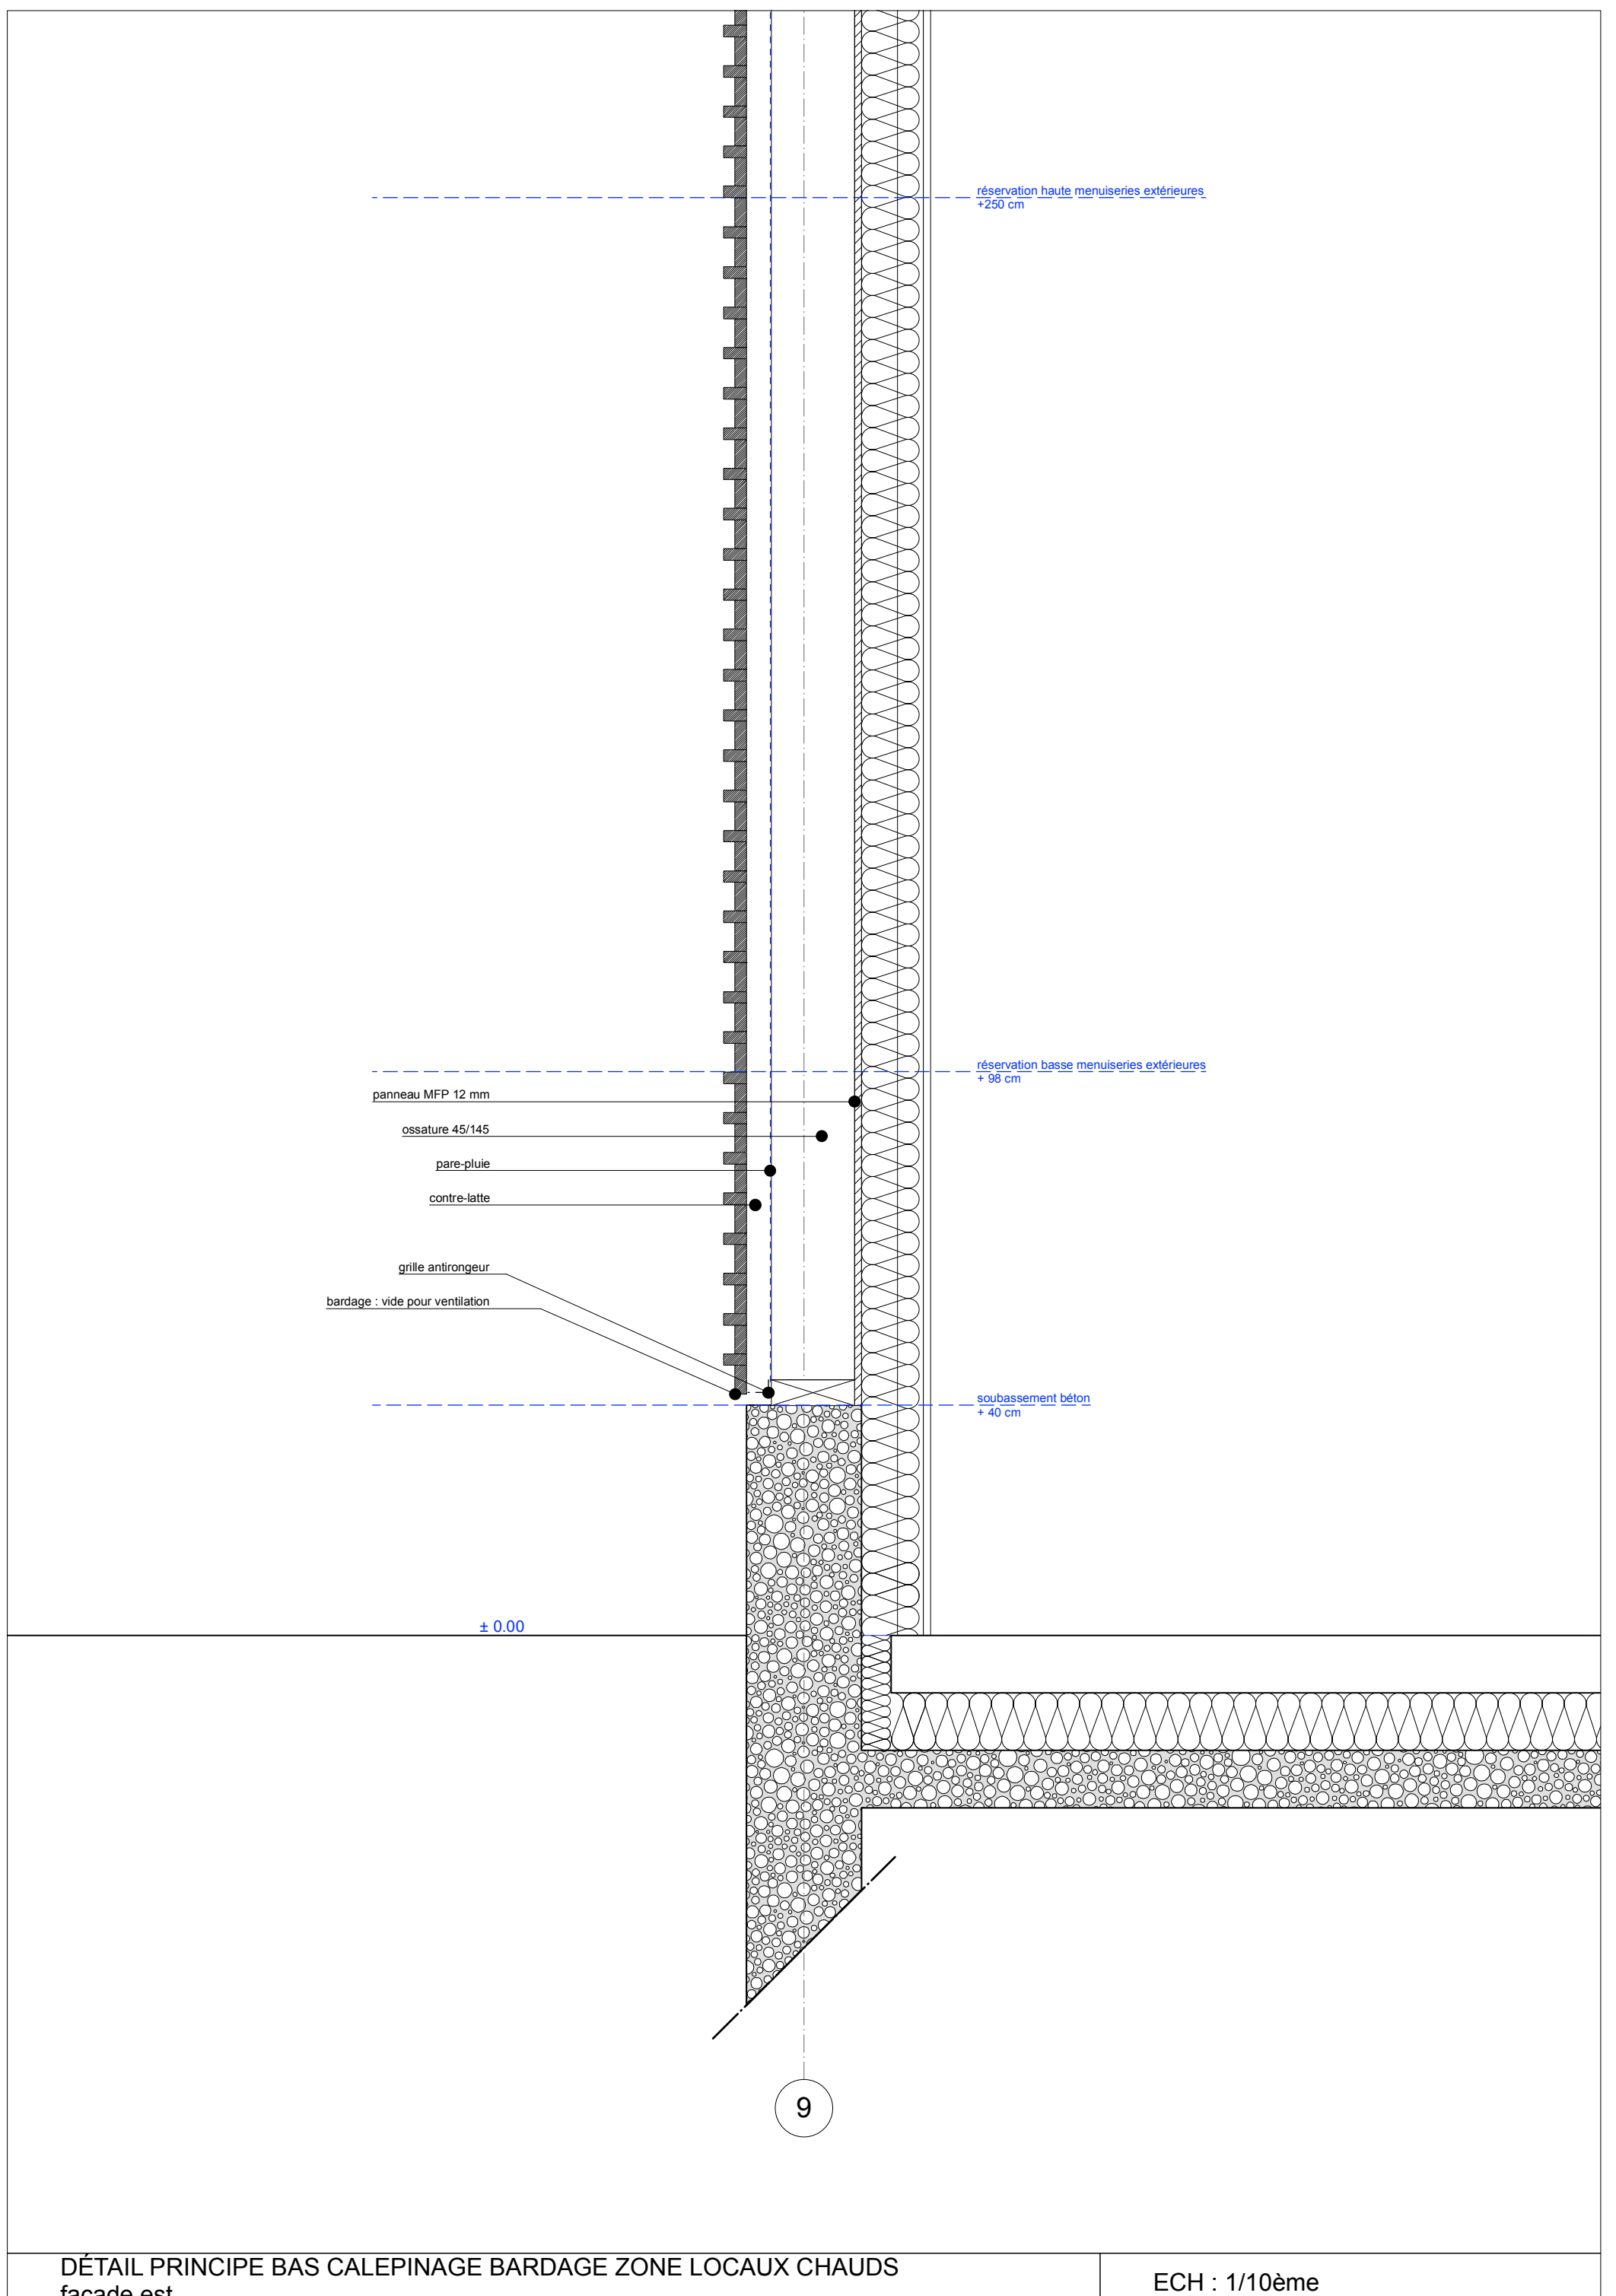 réservation haute menuiseries extérieures
+250 cm
réservation basse menuiseries extérieures
+ 98 cm
panneau MFP 12 mm
ossature 45/145
pare-pluie
contre-latte
grille antirongeur
bardage : vide pour ventilation
soubassement béton
+ 40 cm
± 0.00
9
DÉTAIL PRINCIPE BAS CALEPINAGE BARDAGE ZONE LOCAUX CHAUDS
façade est
ECH : 1/10ème